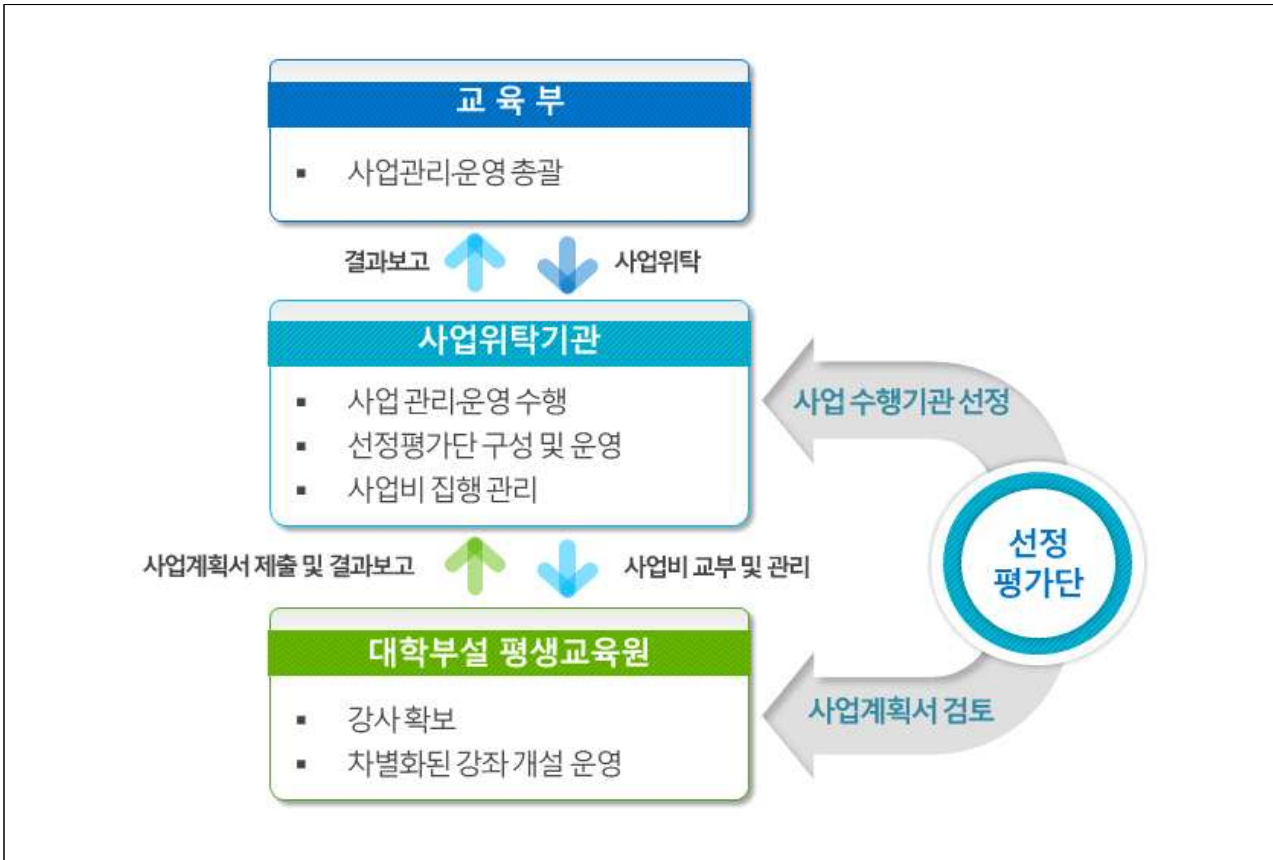 교 육 부
▪ 사업관리·운영 총괄
결과보고
사업위탁
사업위탁기관
▪ 사업 관리·운영 수행
▪ 선정평가단 구성 및 운영
▪ 사업비 집행 관리
사업 수행기관 선정
선정
평가단
사업계획서 제출 및 결과보고
사업비 교부 및 관리
대학부설 평생교육원
▪ 강사 확보
▪ 차별화된 강좌 개설 운영
사업계획서 검토